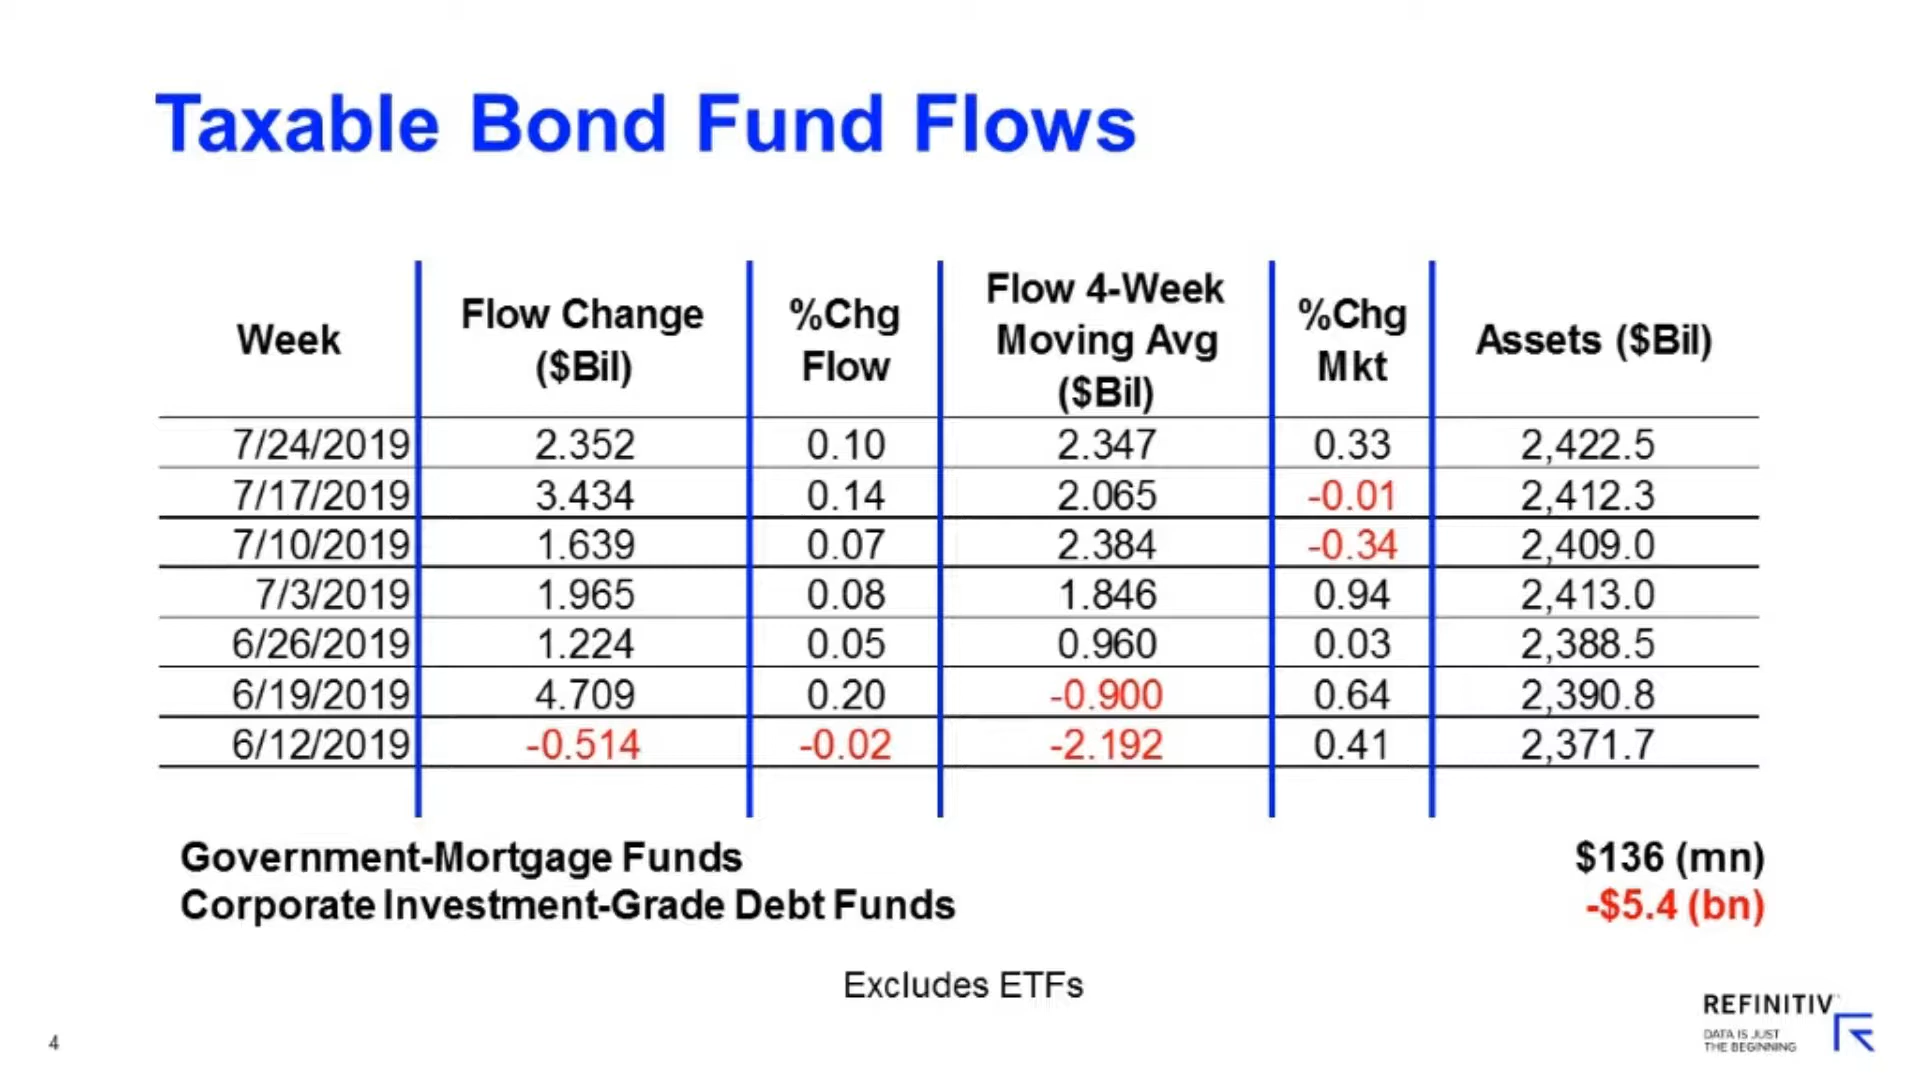 Taxable Bond Fund Flows
Week Flow Change ($Bil) %Chg Flow Flow 4-Week Moving Avg ($Bil) %Chg Mkt Assets ($Bil)
7/24/2019 2.352 0.10 2.347 0.33 2,422.5
7/17/2019 3.434 0.14 2.065 -0.01 2,412.3
7/10/2019 1.639 0.07 2.384 -0.34 2,409.0
7/3/2019 1.965 0.08 1.846 0.94 2,413.0
6/26/2019 1.224 0.05 0.960 0.03 2,388.5
6/19/2019 4.709 0.20 -0.900 0.64 2,390.8
6/12/2019 -0.514 -0.02 -2.192 0.41 2,371.7
Government-Mortgage Funds $136 (mn)
Corporate Investment-Grade Debt Funds -$5.4 (bn)
Excludes ETFs
REFINITIV
DATA IS JUST
THE BEGINNING
4